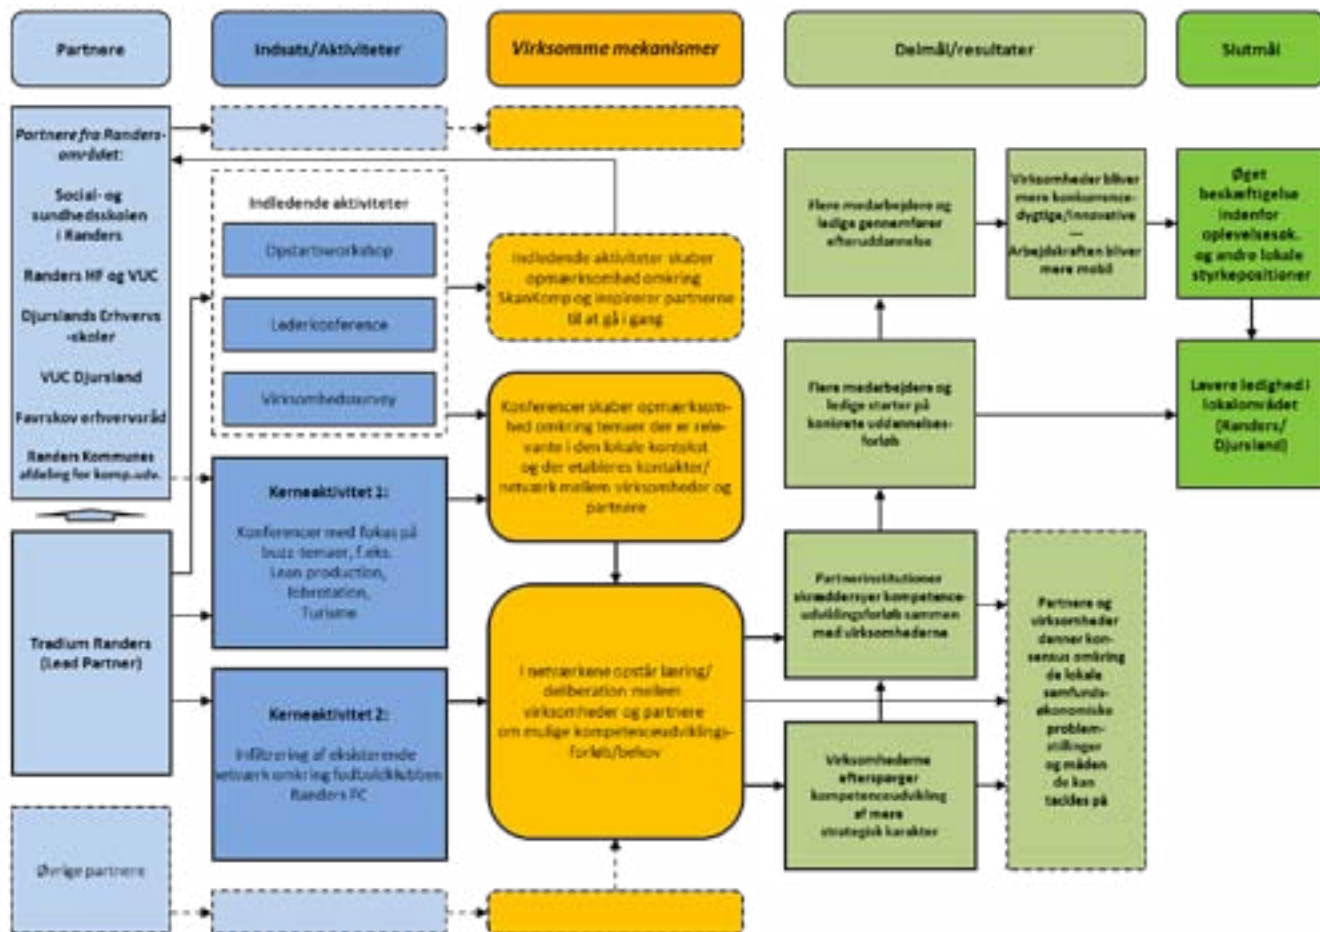 Partnere
Indsats/Aktiviteter
Virksomme mekanismer
Delmål/resultater
Slutmål
Partnere fra Randers-
området:
Social- og
sundhedsskolen
i Randers
Randers HF og VUC
Djurslands Erhvervs
-skoler
VUC Djursland
Favrskov erhvervsråd
Randers Kommunes
afdeling for komp.udv.
Tradium Randers
(Lead Partner)
Øvrige partnere
Indledende aktiviteter
Opstartsworkshop
Lederkonference
Virksomhedssurvey
Kerneaktivitet 1:
Konferencer med fokus på
buzz-temaer, f.eks.
Lean production,
Turisme
Kerneaktivitet 2:
Infiltrering af eksisterende
netværk omkring fodboldklubben
Randers FC
Indledende aktiviteter skaber
opmærksomhed omkring
SkanKomp og inspirerer partnerne
til at gå i gang
Konferencer skaber opmærksom-
hed omkring temaer der er rele-
vante i den lokale kontekst
og der etableres kontakter/
netværk mellem virksomheder og
partnere
I netværkene opstår læring/
deliberation mellem
virksomheder og partnere
om mulige kompetenceudviklings-
forløb/behov
Flere medarbejdere og
ledige gennemfører
efteruddannelse
Virksomheder bliver
mere konkurrence-
dygtige/innovative
---
Arbejdskraften bliver
mere mobil
Øget
beskæftigelse
indenfor
oplevelsesøk.
og andre lokale
styrkepositioner
Flere medarbejdere og
ledige starter på
konkrete uddannelses-
forløb
Lavere ledighed i
lokalområdet
(Randers/
Djursland)
Partnerinstitutioner
skræddersyer kompetence-
udviklingsforløb sammen
med virksomhederne
Virksomhederne
efterspørger
kompetenceudvikling
af mere
strategisk karakter
Partnere og
virksomheder
danner kon-
sensus omkring
de lokale
samfunds-
økonomiske
problem-
stillinger
og måden
de kan
tackles på